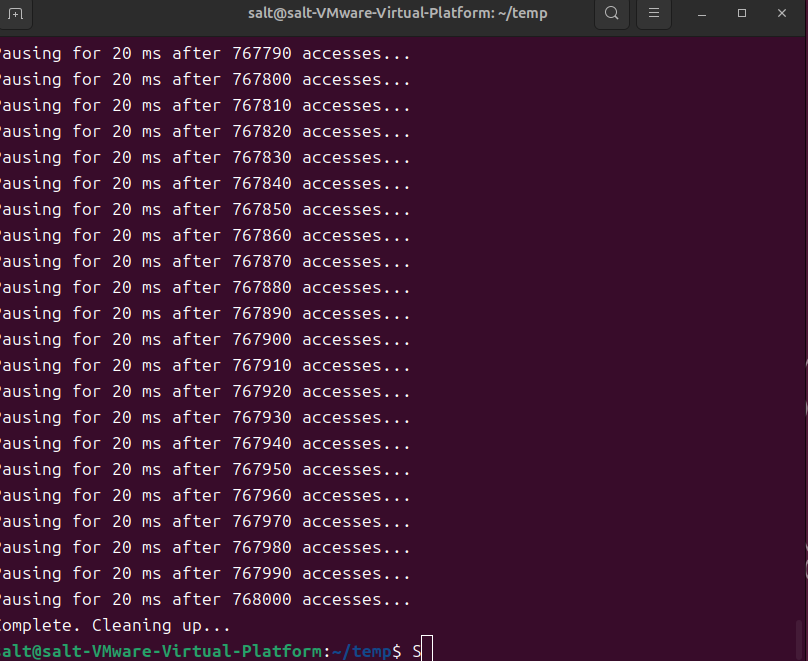 salt@salt-VMware-Virtual-Platform: ~/temp
Pausing for 20 ms after 767790 accesses...
Pausing for 20 ms after 767800 accesses...
Pausing for 20 ms after 767810 accesses...
Pausing for 20 ms after 767820 accesses...
Pausing for 20 ms after 767830 accesses...
Pausing for 20 ms after 767840 accesses...
Pausing for 20 ms after 767850 accesses...
Pausing for 20 ms after 767860 accesses...
Pausing for 20 ms after 767870 accesses...
Pausing for 20 ms after 767880 accesses...
Pausing for 20 ms after 767890 accesses...
Pausing for 20 ms after 767900 accesses...
Pausing for 20 ms after 767910 accesses...
Pausing for 20 ms after 767920 accesses...
Pausing for 20 ms after 767930 accesses...
Pausing for 20 ms after 767940 accesses...
Pausing for 20 ms after 767950 accesses...
Pausing for 20 ms after 767960 accesses...
Pausing for 20 ms after 767970 accesses...
Pausing for 20 ms after 767980 accesses...
Pausing for 20 ms after 767990 accesses...
Pausing for 20 ms after 768000 accesses...
Complete. Cleaning up...
salt@salt-VMware-Virtual-Platform:~/temp$ S